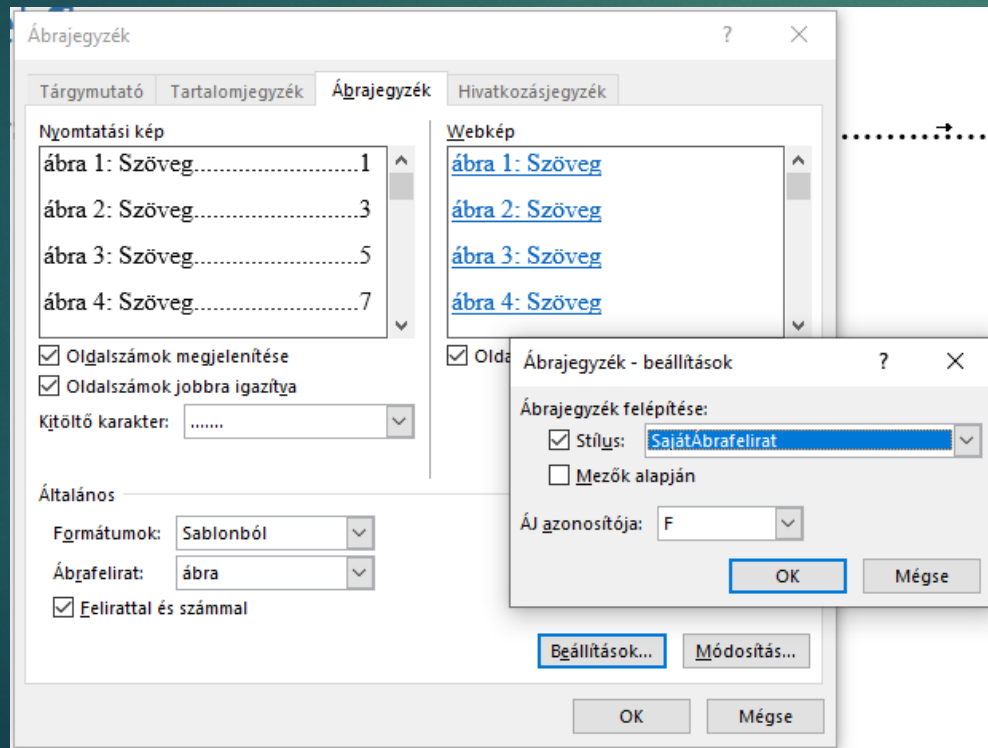 Ábrajegyzék
Tárgymutató Tartalomjegyzék Ábrajegyzék Hivatkozásjegyzék
Nyomtatási kép
ábra 1: Szöveg..............................1
ábra 2: Szöveg..............................3
ábra 3: Szöveg..............................5
ábra 4: Szöveg..............................7
Oldalszámok megjelenítése
Oldalszámok jobbra igazítva
Kitöltő karakter: .......
Webkép
ábra 1: Szöveg
ábra 2: Szöveg
ábra 3: Szöveg
ábra 4: Szöveg
Általános
Formátumok: Sablonból
Ábrafelirat: ábra
Felirattal és számmal
Beállítások... Módosítás...
OK Mégse
Ábrajegyzék - beállítások
Ábrajegyzék felépítése:
Stílus: SajátÁbrafelirat
Mezők alapján
ÁJ azonosítója: F
OK Mégse